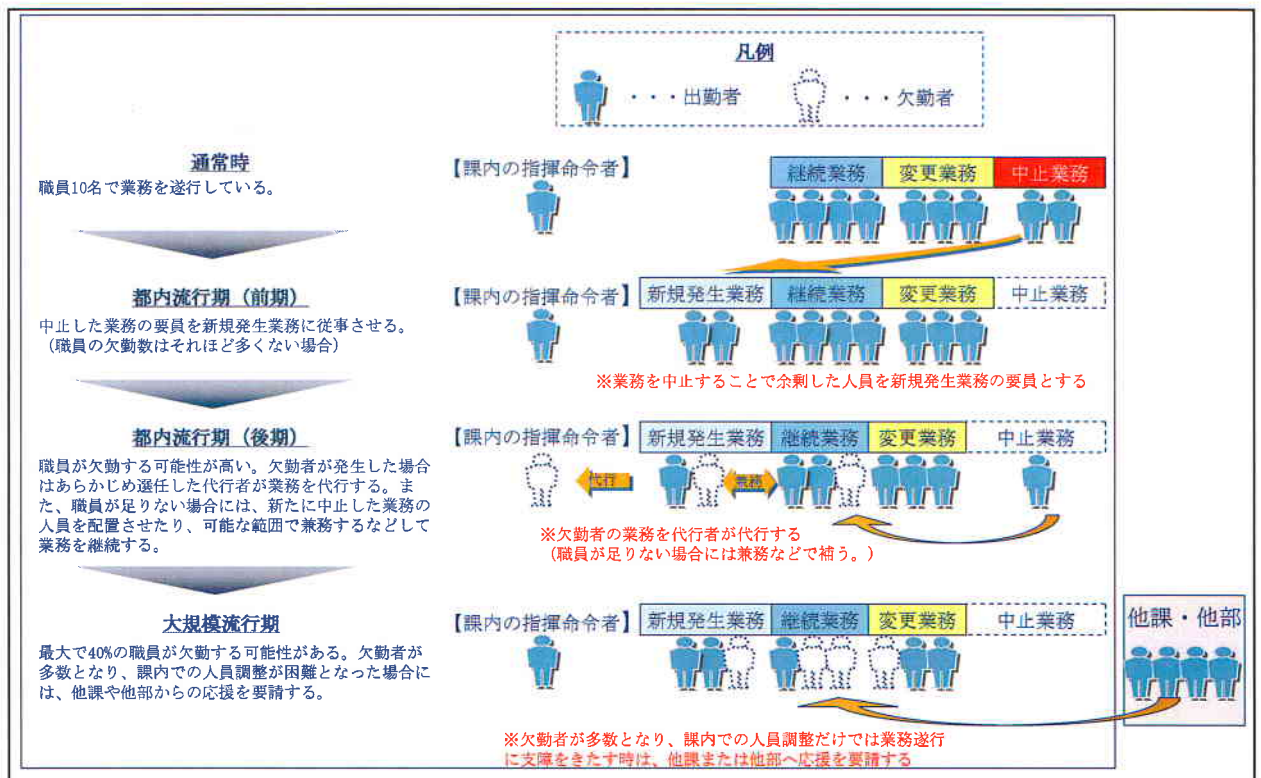 凡例
・・・出勤者
・・・欠勤者
通常時
職員10名で業務を遂行している。
【課内の指揮命令者】
継続業務
変更業務
中止業務
都内流行期（前期）
中止した業務の要員を新規発生業務に従事させる。
（職員の欠勤数はそれほど多くない場合）
【課内の指揮命令者】
新規発生業務
継続業務
変更業務
中止業務
※業務を中止することで余剰した人員を新規発生業務の要員とする
都内流行期（後期）
職員が欠勤する可能性が高い。欠勤者が発生した場合
はあらかじめ選任した代行者が業務を代行する。ま
た、職員が足りない場合には、新たに中止した業務の
人員を配置させたり、可能な範囲で兼務するなどして
業務を継続する。
【課内の指揮命令者】
新規発生業務
継続業務
変更業務
中止業務
代行
兼務
※欠勤者の業務を代行者が代行する
（職員が足りない場合には兼務などで補う。）
大規模流行期
最大で40%の職員が欠勤する可能性がある。欠勤者が
多数となり、課内での人員調整が困難となった場合に
は、他課や他部からの応援を要請する。
【課内の指揮命令者】
新規発生業務
継続業務
変更業務
中止業務
他課・他部
※欠勤者が多数となり、課内での人員調整だけでは業務遂行
に支障をきたす時は、他課または他部へ応援を要請する